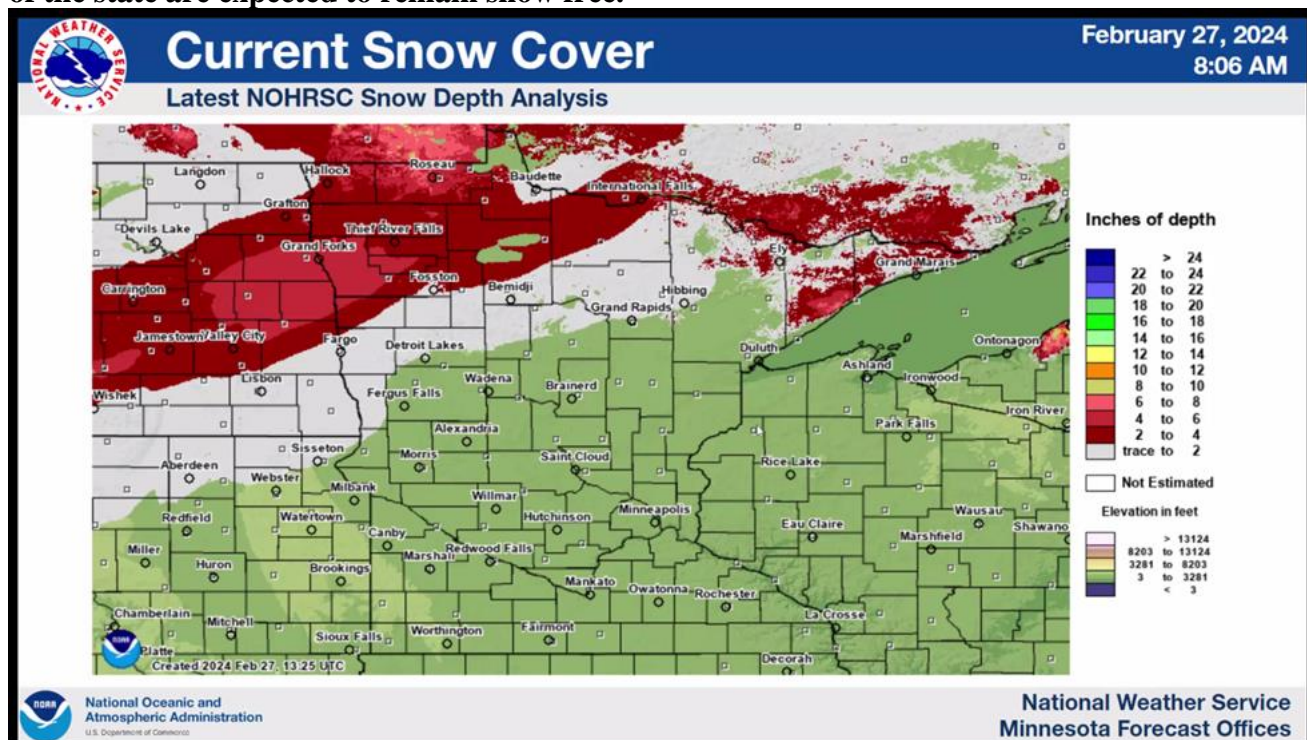 of the state are expected to remain snow free.
NATIONAL WEATHER SERVICE
Current Snow Cover
February 27, 2024
8:06 AM
Latest NOHRSC Snow Depth Analysis
Langdon
Hallock
Roseau
Baudette
International Falls
Grafton
Devils Lake
Thief River Falls
Grand Forks
Ely
Grand Marais
Carrington
Fosston
Bemidji
Hibbing
Grand Rapids
Jamestown
Valley City
Fargo
Detroit Lakes
Duluth
Ashland
Ontonagon
Lisbon
Wishek
Fergus Falls
Wadena
Brainerd
Ironwood
Iron River
Park Falls
Alexandria
Sisseton
Morris
Saint Cloud
Rice Lake
Aberdeen
Webster
Milbank
Willmar
Redfield
Watertown
Canby
Hutchinson
Minneapolis
Eau Claire
Wausau
Shawano
Marshfield
Miller
Huron
Brookings
Marshall
Redwood Falls
Mankato
Owatonna
Rochester
La Crosse
Chamberlain
Mitchell
Sioux Falls
Worthington
Fairmont
Decorah
Platte
NOAA
Created 2024 Feb 27, 13:25 UTC
Inches of depth
> 24
22 to 24
20 to 22
18 to 20
16 to 18
14 to 16
12 to 14
10 to 12
8 to 10
6 to 8
4 to 6
2 to 4
trace to 2
Not Estimated
Elevation in feet
> 13124
8203 to 13124
3281 to 8203
3 to 3281
< 3
NOAA
National Oceanic and
Atmospheric Administration
U.S. Department of Commerce
National Weather Service
Minnesota Forecast Offices